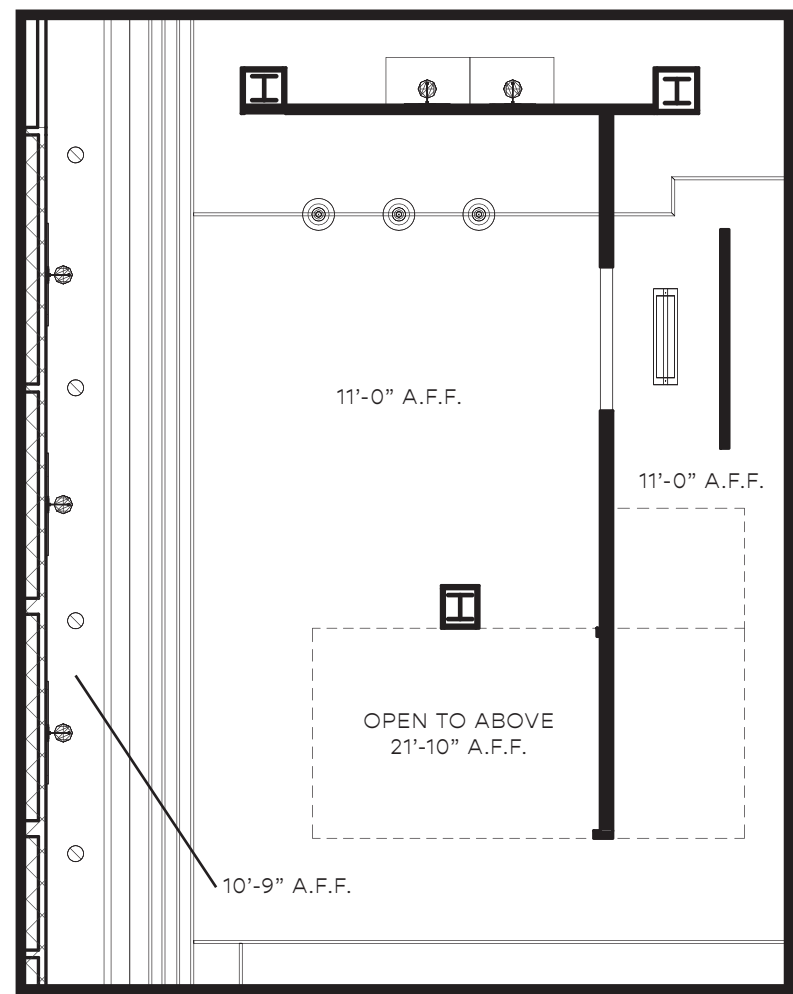 11’-0” A.F.F.
11’-0” A.F.F.
OPEN TO ABOVE
21’-10” A.F.F.
10’-9” A.F.F.